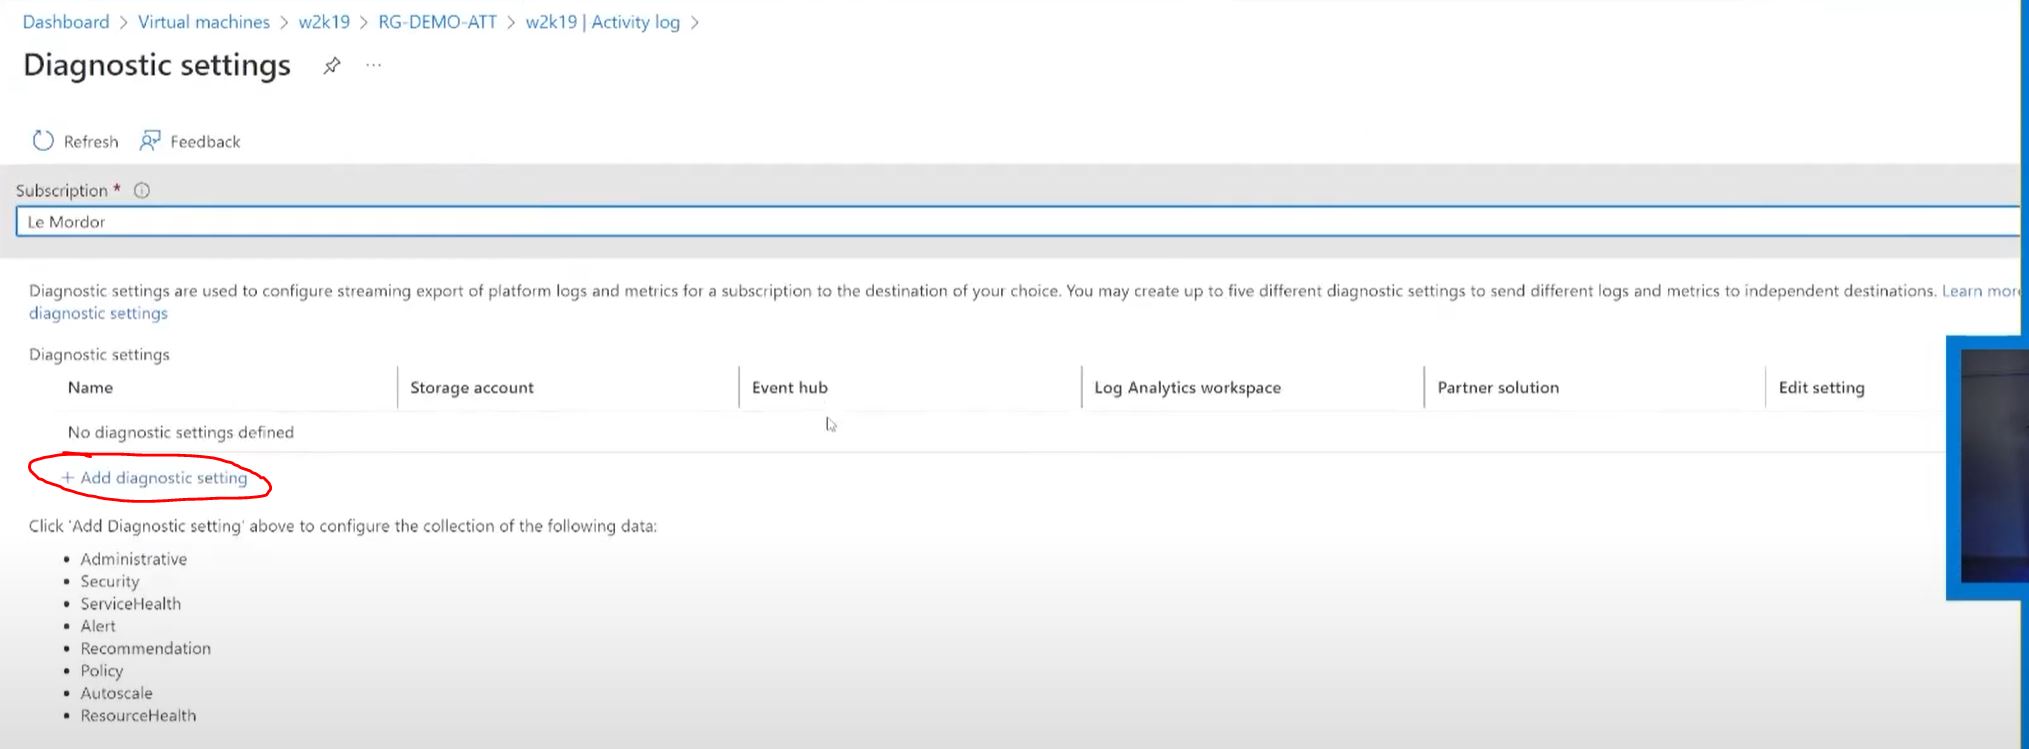 Dashboard > Virtual machines > w2k19 > RG-DEMO-ATT > w2k19 | Activity log >
Diagnostic settings ...
Refresh Feedback
Subscription *
Le Mordor
Diagnostic settings are used to configure streaming export of platform logs and metrics for a subscription to the destination of your choice. You may create up to five different diagnostic settings to send different logs and metrics to independent destinations. Learn more
diagnostic settings
Diagnostic settings
Name Storage account Event hub Log Analytics workspace Partner solution Edit setting
No diagnostic settings defined
+ Add diagnostic setting
Click 'Add Diagnostic setting' above to configure the collection of the following data:
• Administrative
• Security
• ServiceHealth
• Alert
• Recommendation
• Policy
• Autoscale
• ResourceHealth